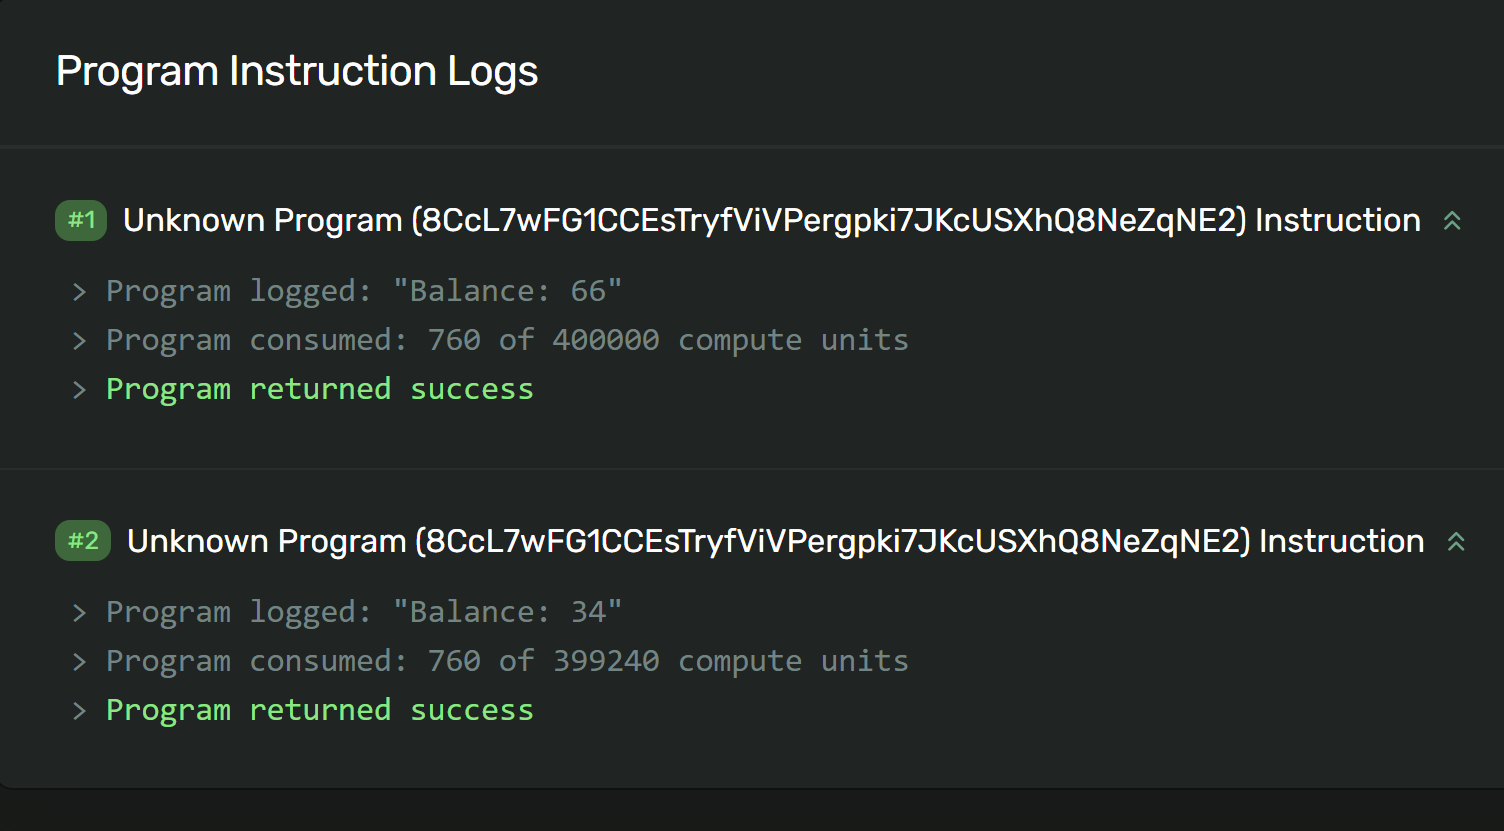 Program Instruction Logs
#1 Unknown Program (8CcL7wFG1CCEsTryfViVPergpki7JKcUSXhQ8NeZqNE2) Instruction
> Program logged: "Balance: 66"
> Program consumed: 760 of 400000 compute units
> Program returned success
#2 Unknown Program (8CcL7wFG1CCEsTryfViVPergpki7JKcUSXhQ8NeZqNE2) Instruction
> Program logged: "Balance: 34"
> Program consumed: 760 of 399240 compute units
> Program returned success